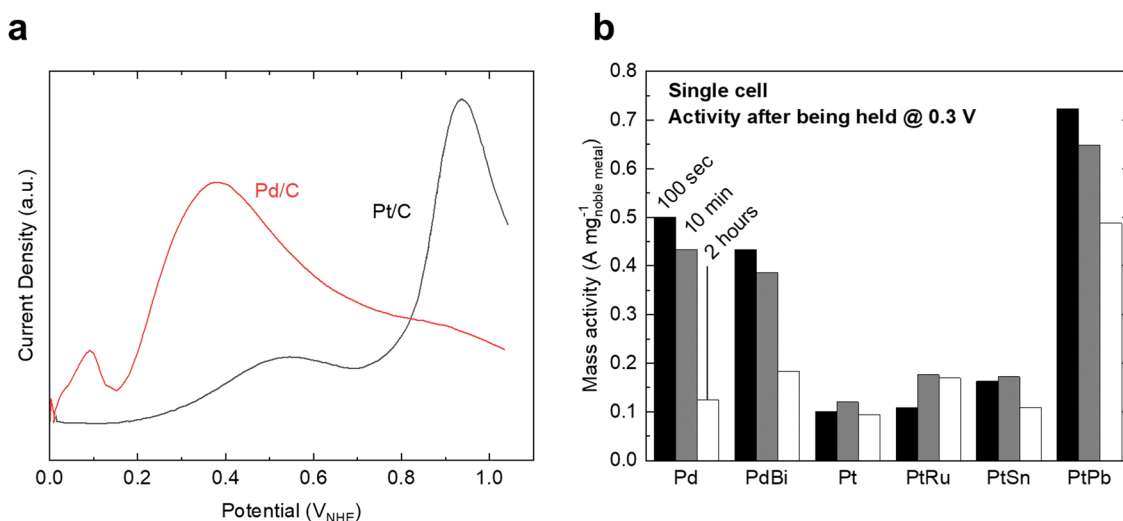 a
Current Density (a.u.)
Pd/C
Pt/C
0.0 0.2 0.4 0.6 0.8 1.0
Potential (V_NHE)
b
Mass activity (A mg⁻¹_noble metal)
0.8
0.7
0.6
0.5
0.4
0.3
0.2
0.1
0.0
Single cell
Activity after being held @ 0.3 V
100 sec
10 min
2 hours
Pd PdBi Pt PtRu PtSn PtPb